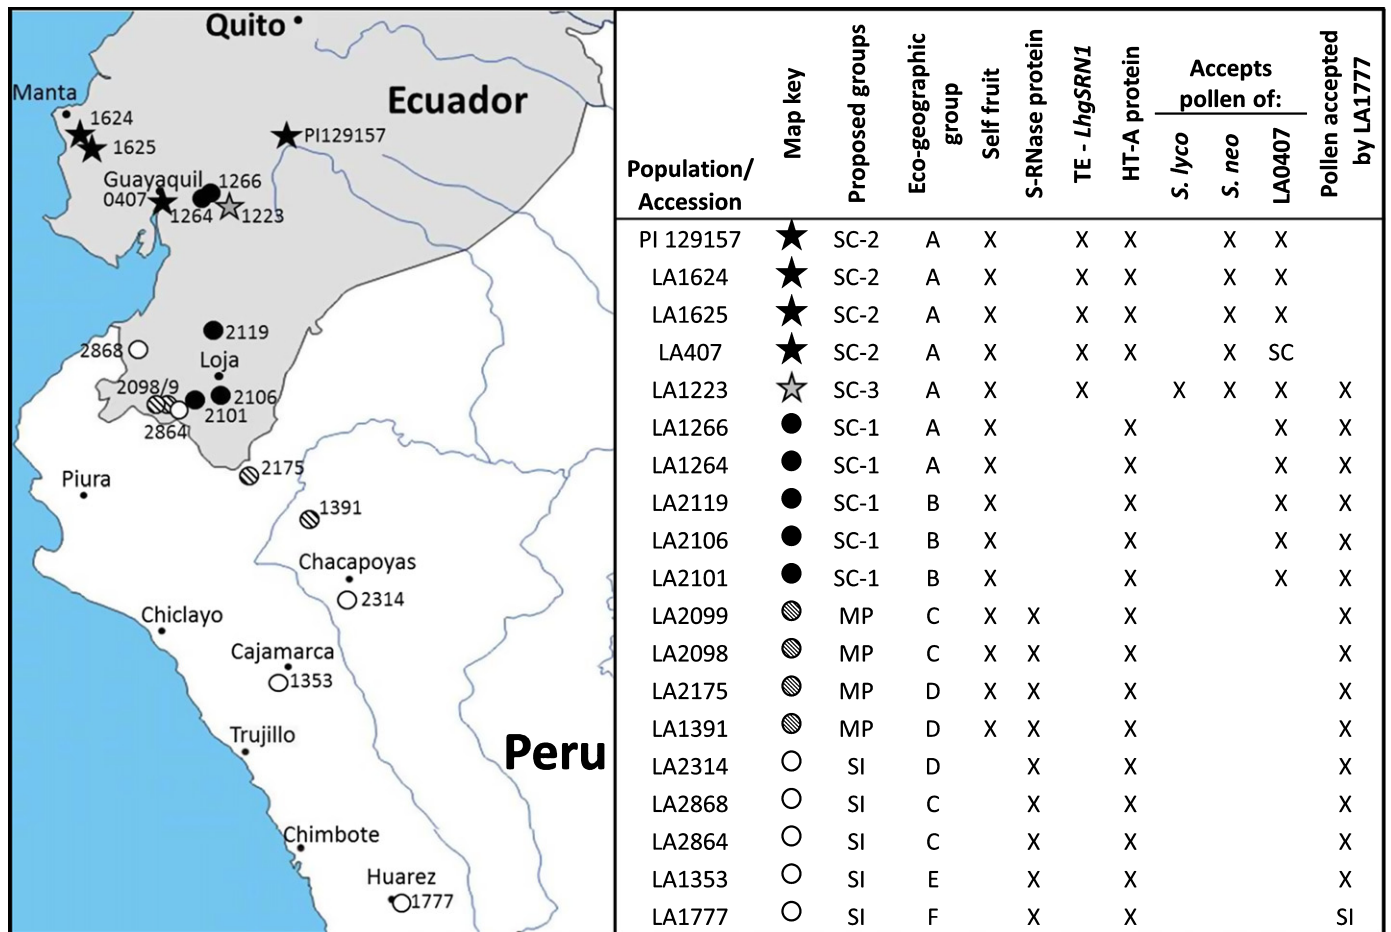 Quito
Manta
Ecuador
1624
1625
PI129157
Guayaquil
1266
0407
1264
1223
2119
2868
Loja
2098/9
2106
2101
2864
2175
Piura
1391
Chacapoyas
2314
Chiclayo
Cajamarca
1353
Trujillo
Peru
Chimbote
Huarez
1777
Population/
Accession
Map key
Proposed groups
Eco-geographic
group
Self fruit
S-RNase protein
TE - LhgSRN1
HT-A protein
Accepts
pollen of:
S. lyco
S. neo
LA0407
Pollen accepted
by LA1777
PI 129157 SC-2 A X X X X X
LA1624 SC-2 A X X X X X
LA1625 SC-2 A X X X X X
LA407 SC-2 A X X X X SC
LA1223 SC-3 A X X X X X X
LA1266 SC-1 A X X X X
LA1264 SC-1 A X X X X
LA2119 SC-1 B X X X X
LA2106 SC-1 B X X X X
LA2101 SC-1 B X X X X
LA2099 MP C X X X X
LA2098 MP C X X X X
LA2175 MP D X X X X
LA1391 MP D X X X X
LA2314 SI D X X X
LA2868 SI C X X X
LA2864 SI C X X X
LA1353 SI E X X X
LA1777 SI F X X SI